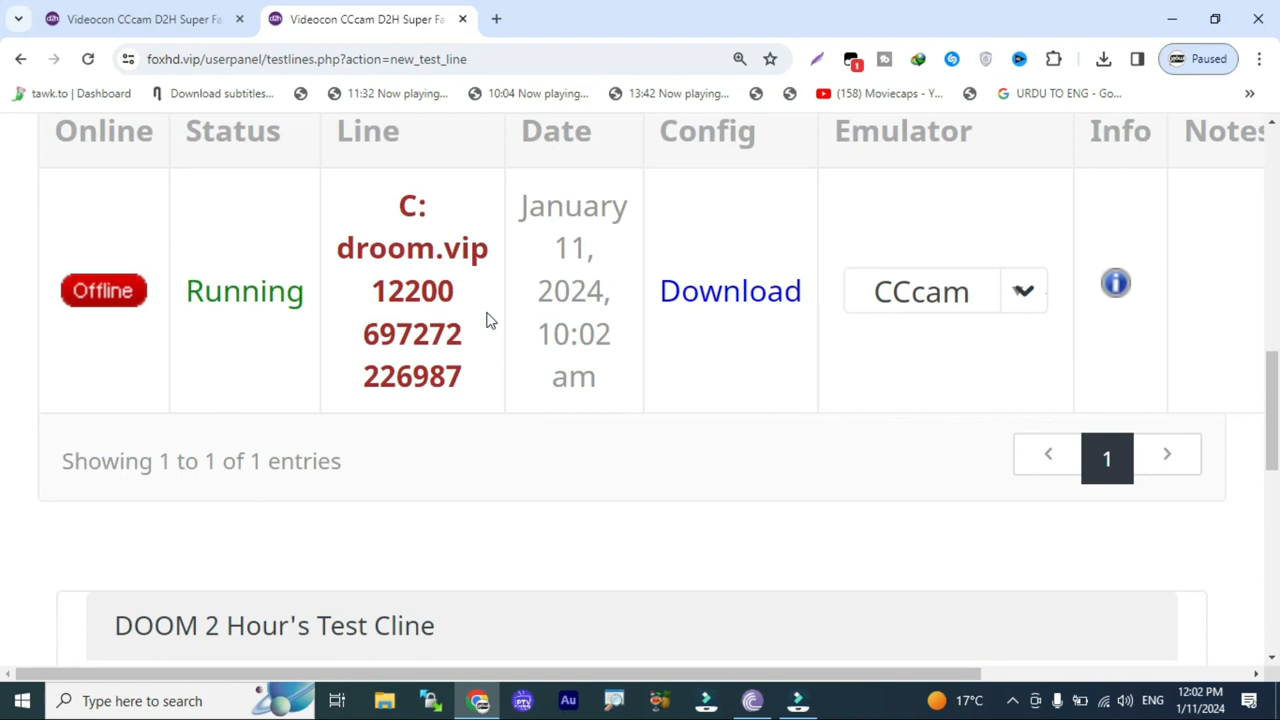 Videocon CCcam D2H Super Fa
Videocon CCcam D2H Super Fa
foxhd.vip/userpanel/testlines.php?action=new_test_line
1
Paused
tawk.to | Dashboard
Download subtitles...
11:32 Now playing...
10:04 Now playing...
13:42 Now playing...
(158) Moviecaps - Y...
URDU TO ENG - Go...
Online Status Line Date Config Emulator Info Notes
Offline
Running
C:
droom.vip
12200
697272
226987
January
11,
2024,
10:02
am
Download
CCcam
Showing 1 to 1 of 1 entries
1
DOOM 2 Hour's Test Cline
Type here to search
PTV
Au
17°C
ENG
12:02 PM
1/11/2024